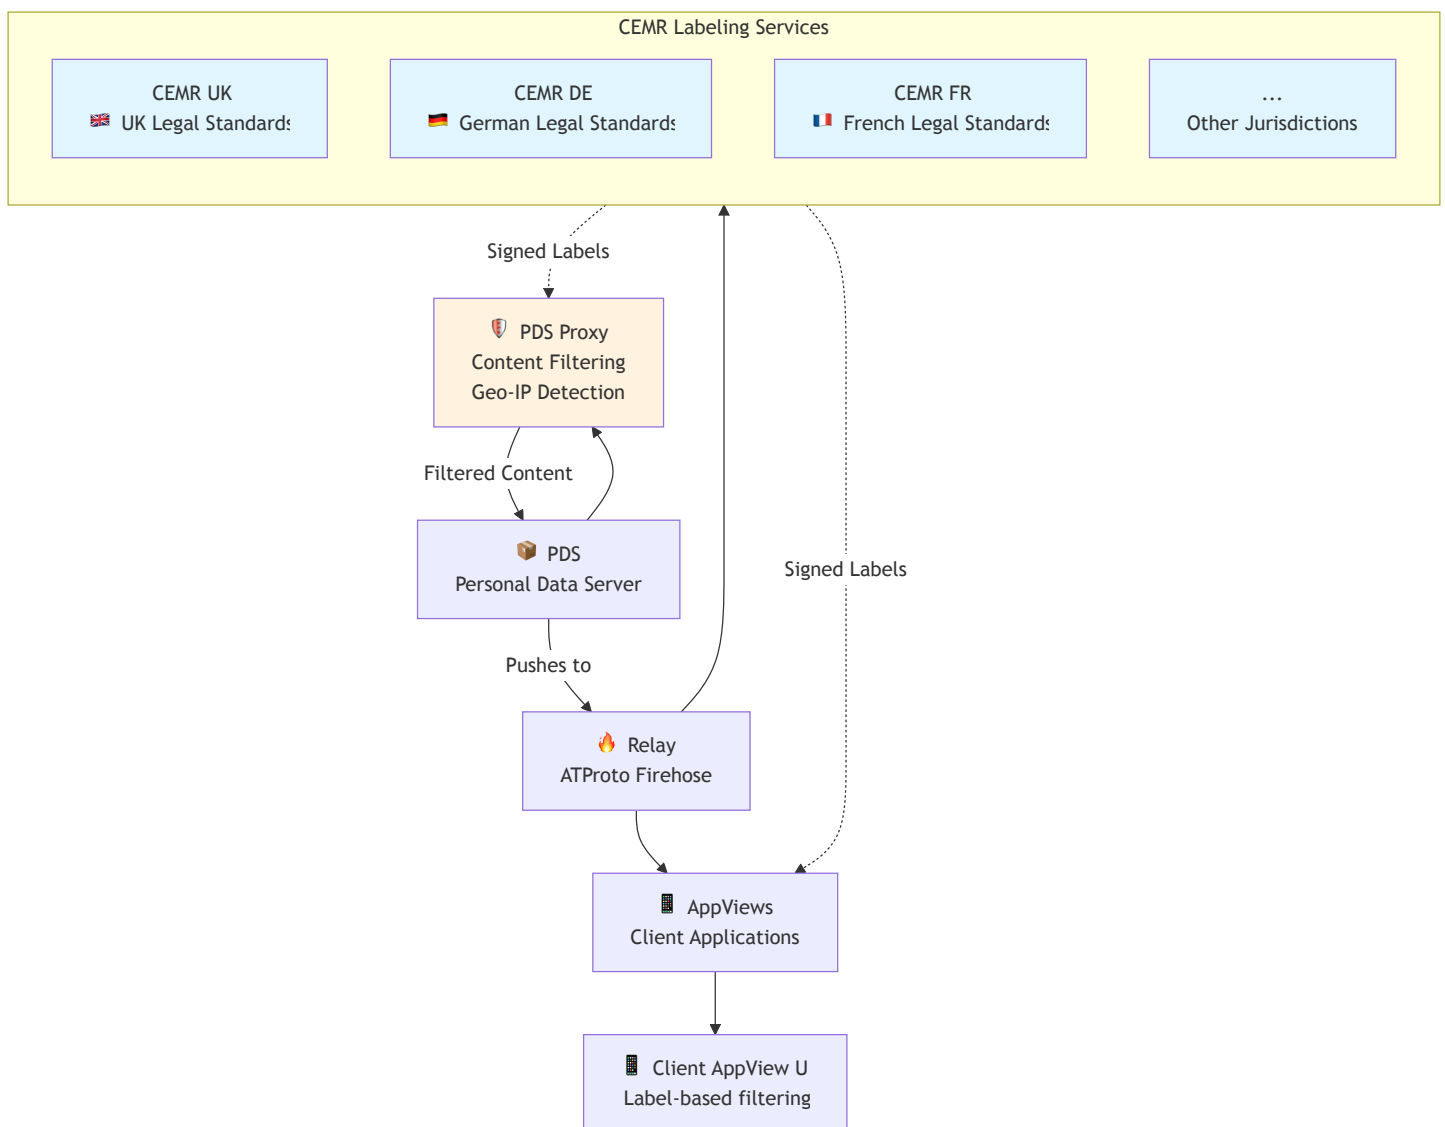 CEMR Labeling Services
CEMR UK
🇬🇧 UK Legal Standards
CEMR DE
🇩🇪 German Legal Standards
CEMR FR
🇫🇷 French Legal Standards
...
Other Jurisdictions
Signed Labels
🛡️ PDS Proxy
Content Filtering
Geo-IP Detection
Filtered Content
📦 PDS
Personal Data Server
Signed Labels
Pushes to
🔥 Relay
ATProto Firehose
📱 AppViews
Client Applications
📱 Client AppView U
Label-based filtering